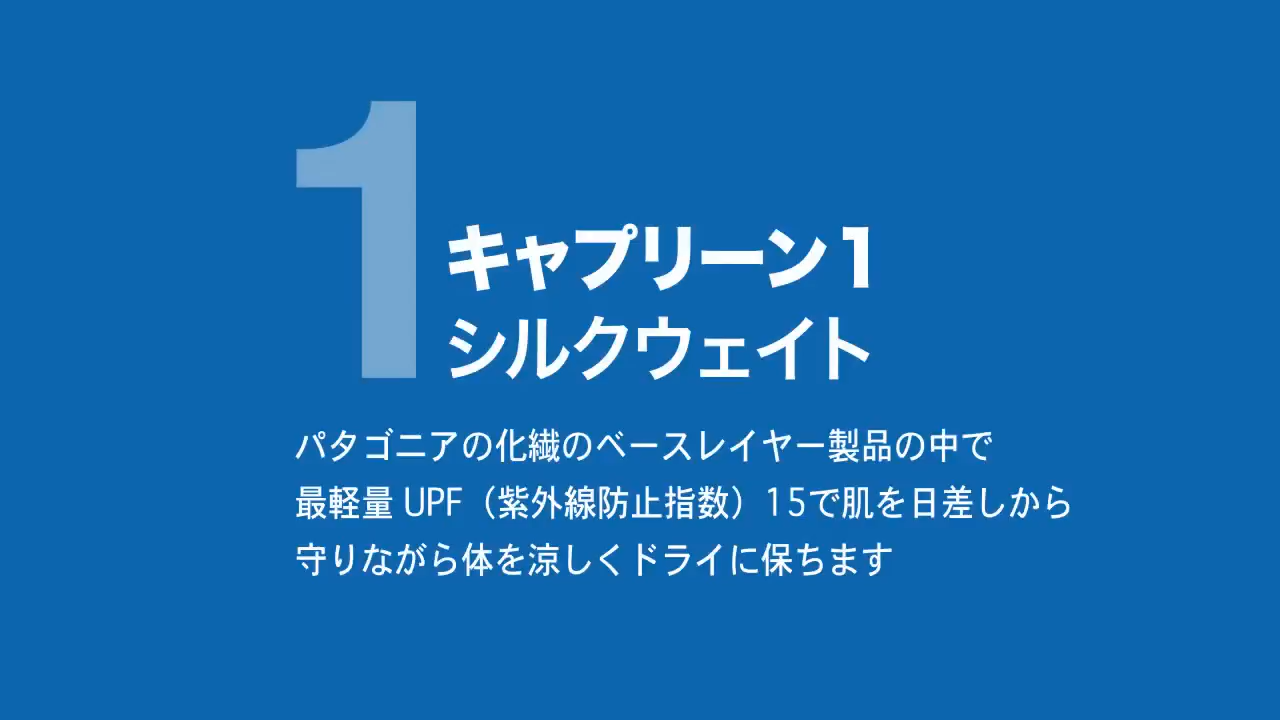 1
キャプリーン1
シルクウェイト
パタゴニアの化繊のベースレイヤー製品の中で
最軽量 UPF（紫外線防止指数）15で肌を日差しから
守りながら体を涼しくドライに保ちます